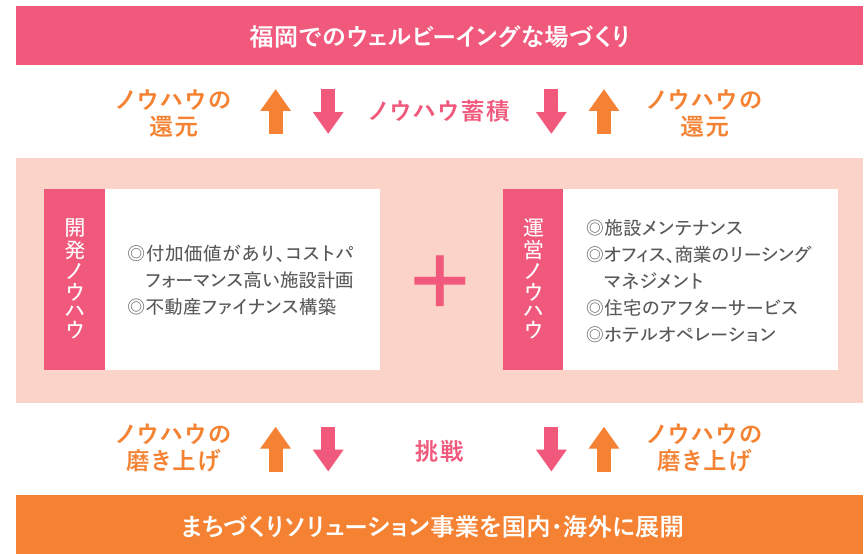 福岡でのウェルビーイングな場づくり
ノウハウの
還元
ノウハウ蓄積
ノウハウの
還元
開発ノウハウ
◎付加価値があり、コストパ
フォーマンス高い施設計画
◎不動産ファイナンス構築
運営ノウハウ
◎施設メンテナンス
◎オフィス、商業のリーシング
マネジメント
◎住宅のアフターサービス
◎ホテルオペレーション
ノウハウの
磨き上げ
挑戦
ノウハウの
磨き上げ
まちづくりソリューション事業を国内・海外に展開